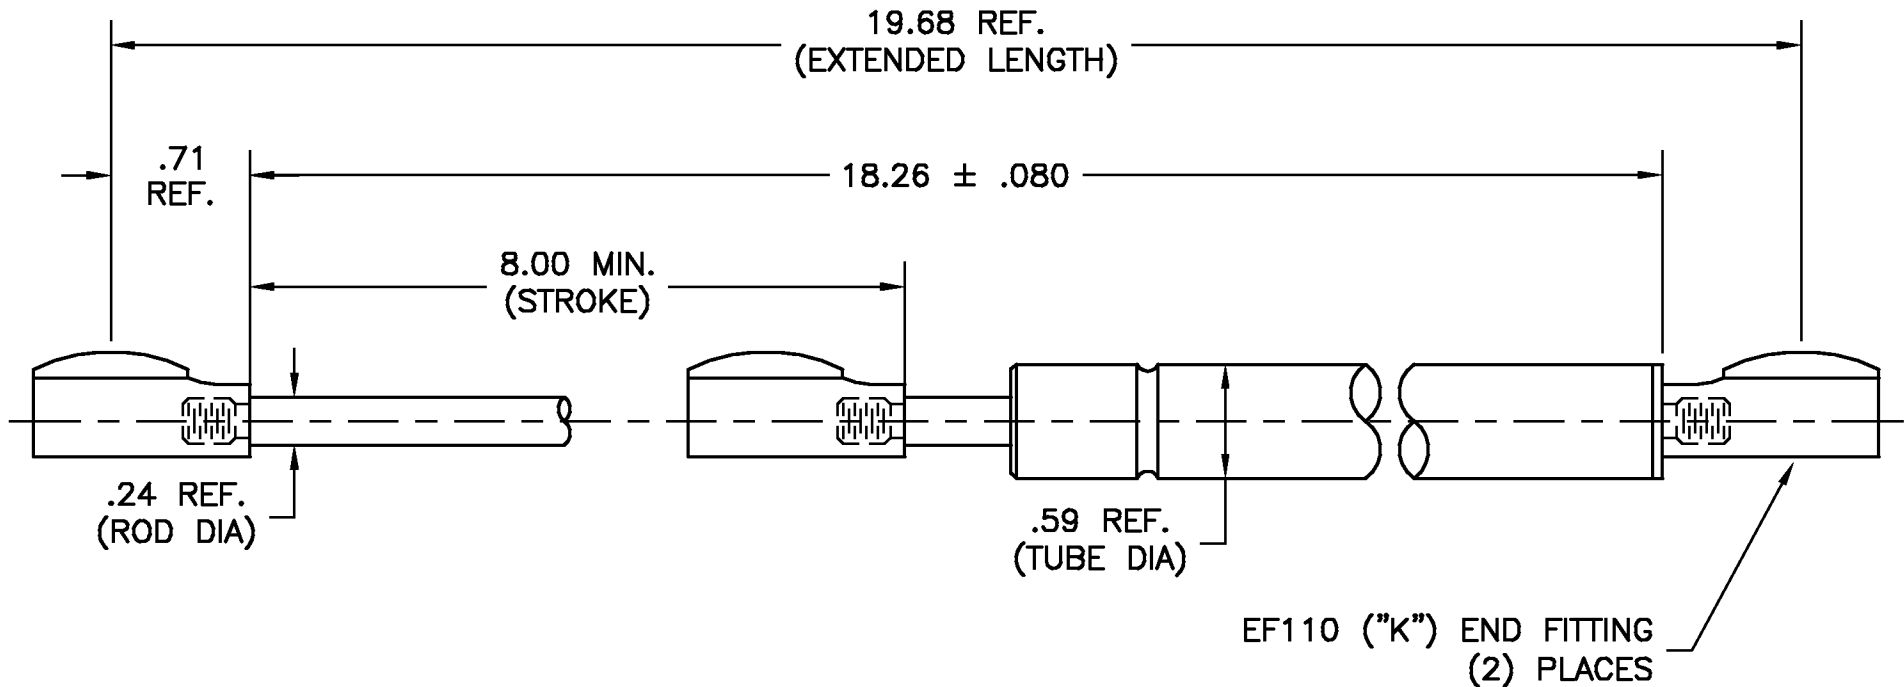 19.68 REF.
(EXTENDED LENGTH)
.71
REF.
18.26 ± .080
8.00 MIN.
(STROKE)
.24 REF.
(ROD DIA)
.59 REF.
(TUBE DIA)
EF110 (”K”) END FITTING
(2) PLACES